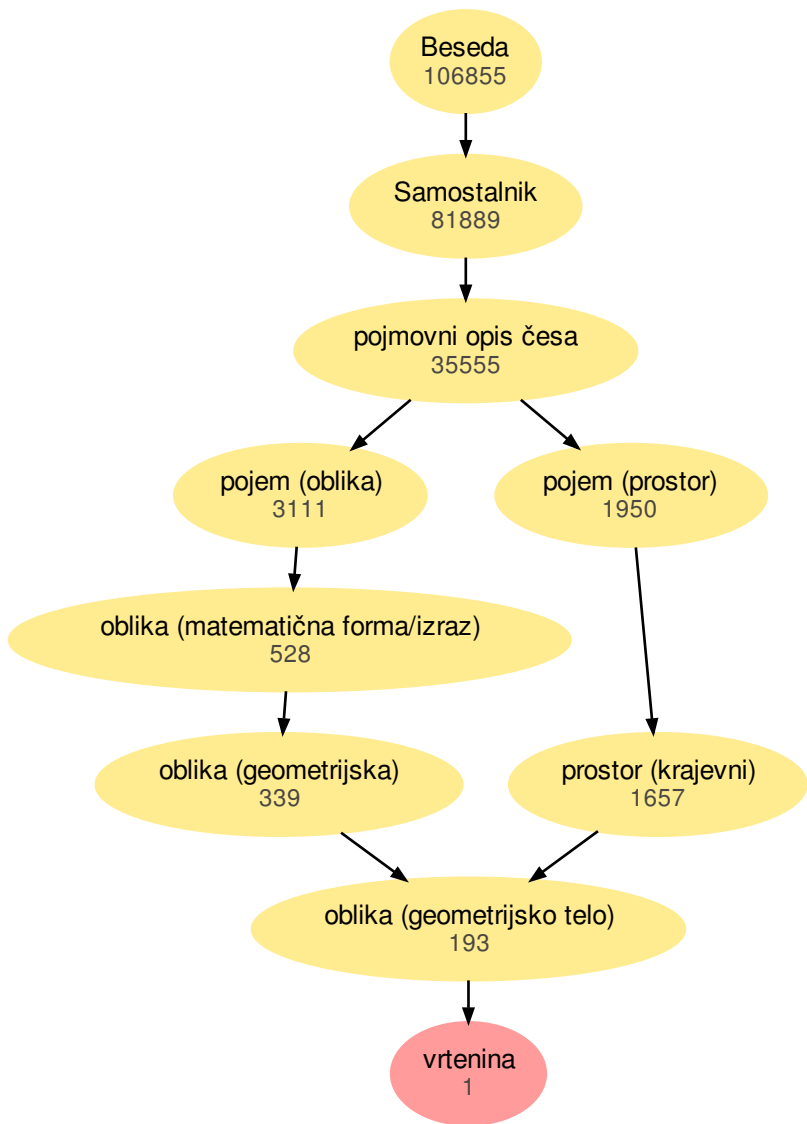 Beseda
106855
Samostalnik
81889
pojmovni opis česa
35555
pojem (oblika)
3111
pojem (prostor)
1950
oblika (matematična forma/izraz)
528
oblika (geometrijska)
339
prostor (krajevni)
1657
oblika (geometrijsko telo)
193
vrtenina
1